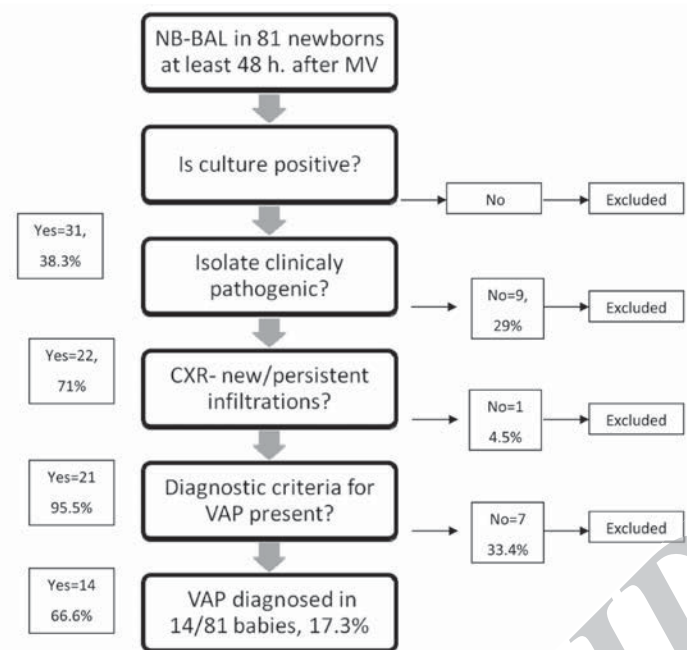 NB-BAL in 81 newborns
at least 48 h. after MV
Is culture positive?
No
Excluded
Yes=31,
38.3%
Isolate clinicaly
pathogenic?
No=9,
29%
Excluded
Yes=22,
71%
CXR- new/persistent
infiltrations?
No=1
4.5%
Excluded
Yes=21
95.5%
Diagnostic criteria for
VAP present?
No=7
33.4%
Excluded
Yes=14
66.6%
VAP diagnosed in
14/81 babies, 17.3%